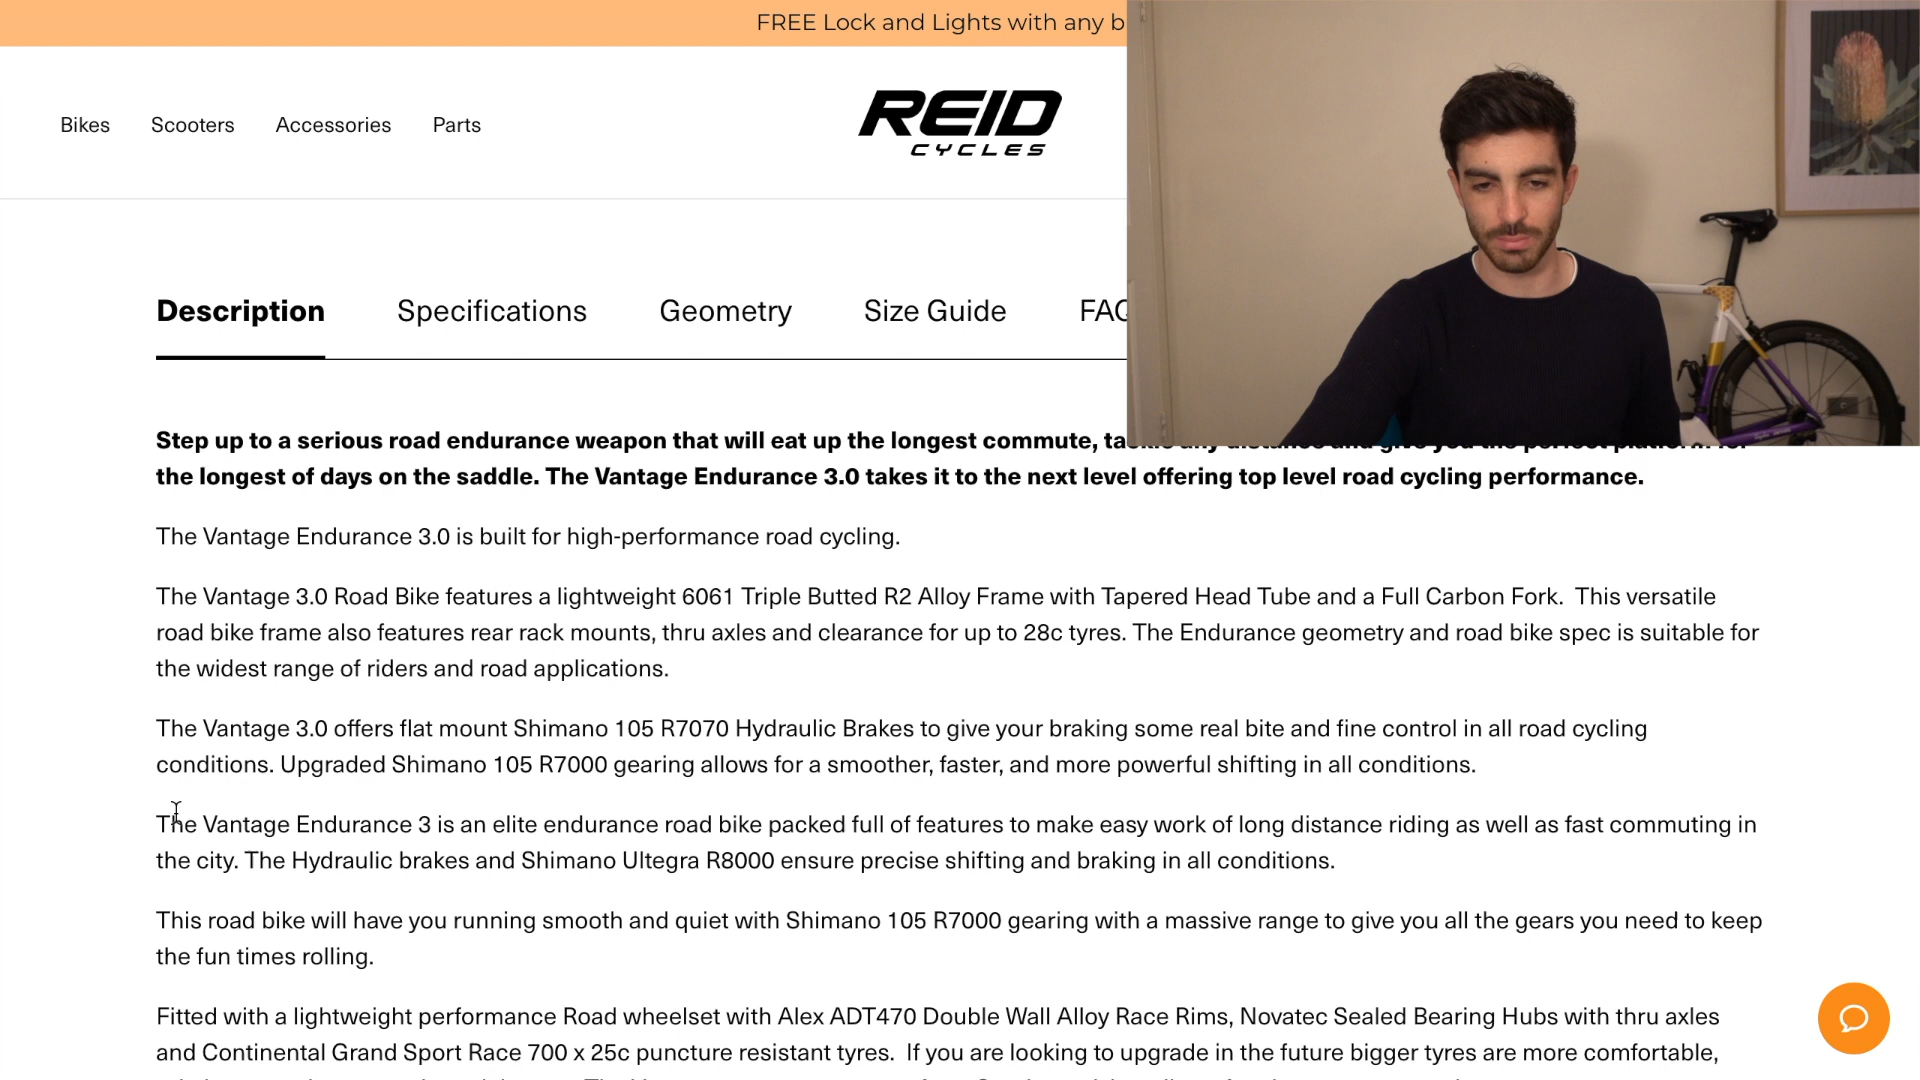 FREE Lock and Lights with any b
Bikes Scooters Accessories Parts
REID
CYCLES
Description Specifications Geometry Size Guide FAQ
Step up to a serious road endurance weapon that will eat up the longest commute, tackle any distance and give you the perfect platform for
the longest of days on the saddle. The Vantage Endurance 3.0 takes it to the next level offering top level road cycling performance.
The Vantage Endurance 3.0 is built for high-performance road cycling.
The Vantage 3.0 Road Bike features a lightweight 6061 Triple Butted R2 Alloy Frame with Tapered Head Tube and a Full Carbon Fork. This versatile
road bike frame also features rear rack mounts, thru axles and clearance for up to 28c tyres. The Endurance geometry and road bike spec is suitable for
the widest range of riders and road applications.
The Vantage 3.0 offers flat mount Shimano 105 R7070 Hydraulic Brakes to give your braking some real bite and fine control in all road cycling
conditions. Upgraded Shimano 105 R7000 gearing allows for a smoother, faster, and more powerful shifting in all conditions.
The Vantage Endurance 3 is an elite endurance road bike packed full of features to make easy work of long distance riding as well as fast commuting in
the city. The Hydraulic brakes and Shimano Ultegra R8000 ensure precise shifting and braking in all conditions.
This road bike will have you running smooth and quiet with Shimano 105 R7000 gearing with a massive range to give you all the gears you need to keep
the fun times rolling.
Fitted with a lightweight performance Road wheelset with Alex ADT470 Double Wall Alloy Race Rims, Novatec Sealed Bearing Hubs with thru axles
and Continental Grand Sport Race 700 x 25c puncture resistant tyres. If you are looking to upgrade in the future bigger tyres are more comfortable,